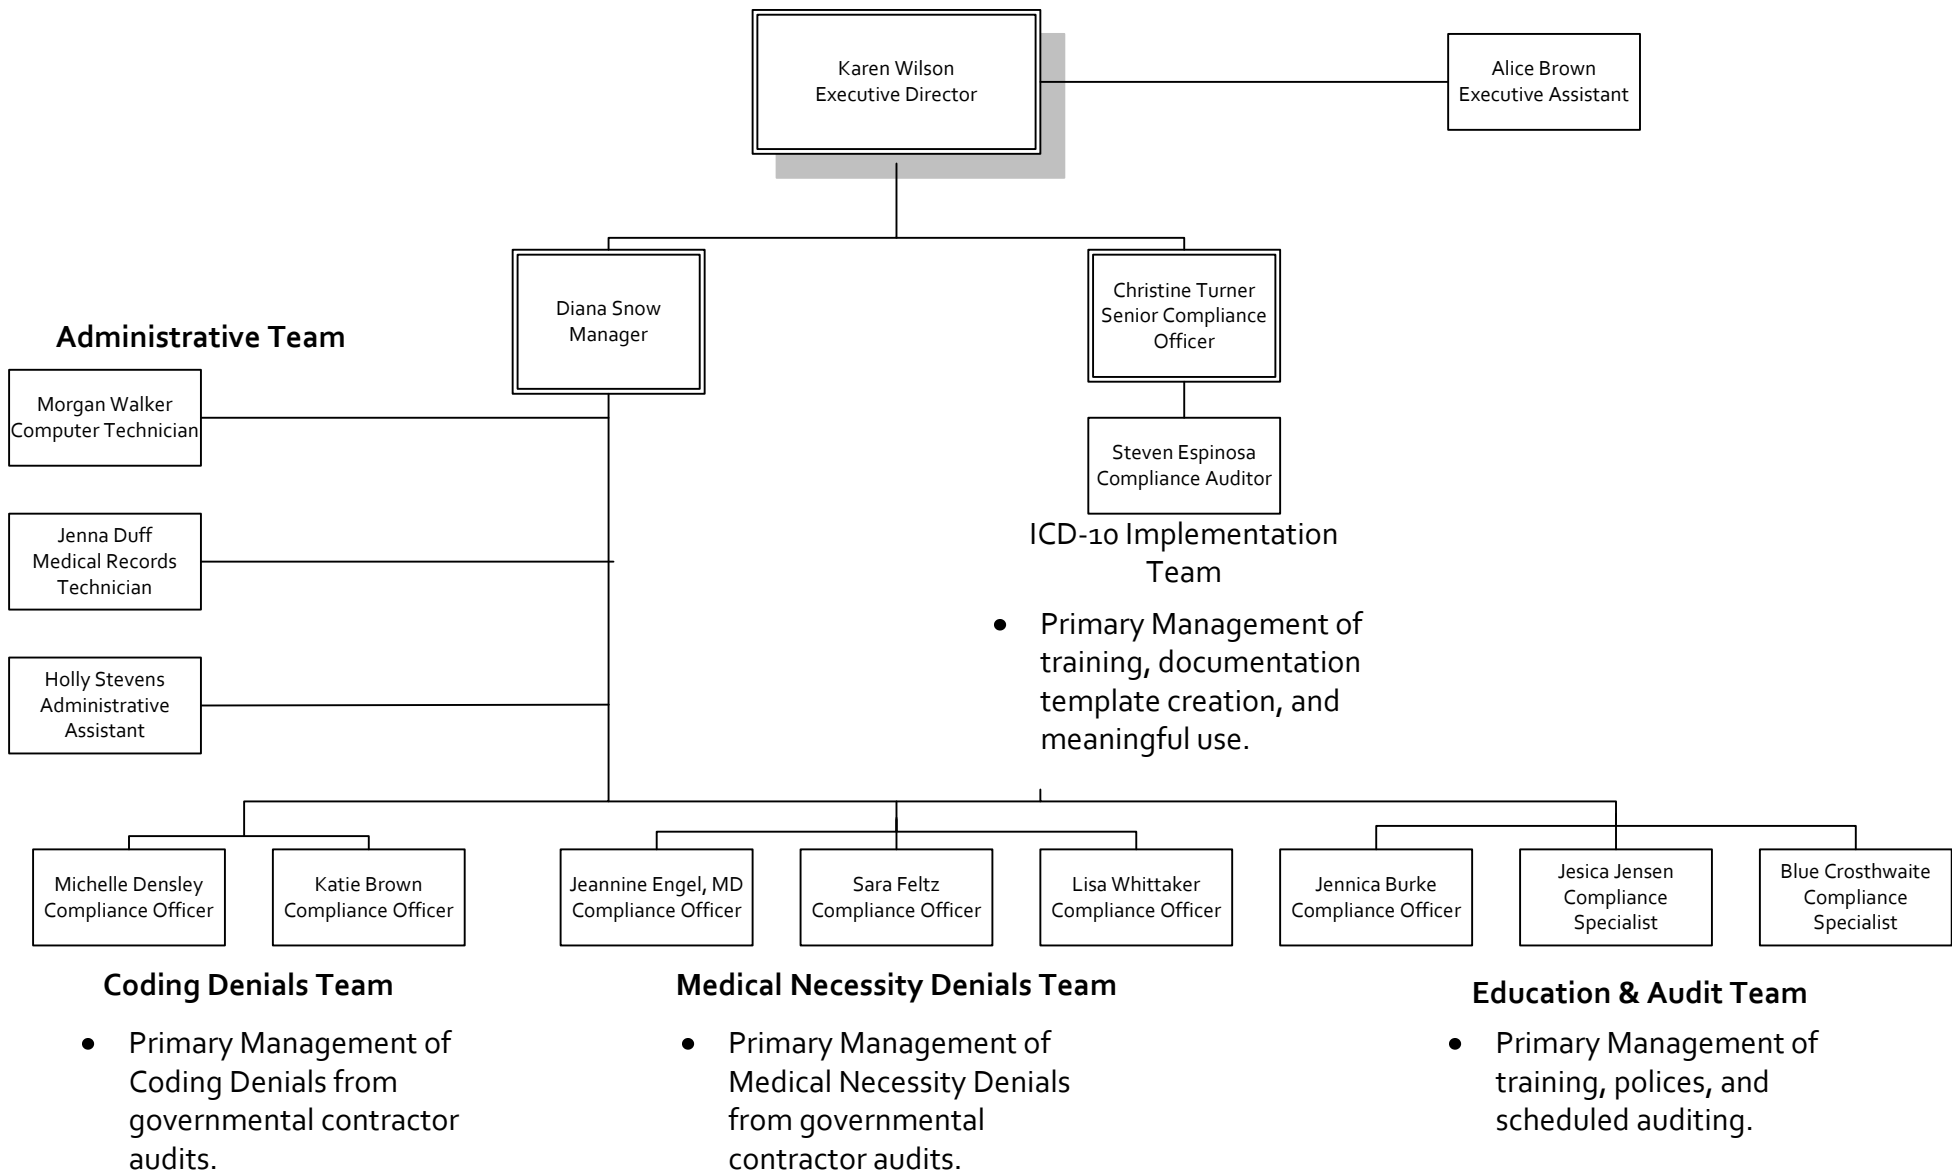 Karen Wilson
Executive Director
Alice Brown
Executive Assistant
Diana Snow
Manager
Christine Turner
Senior Compliance
Officer
Administrative Team
Morgan Walker
Computer Technician
Steven Espinosa
Compliance Auditor
Jenna Duff
Medical Records
Technician
ICD-10 Implementation
Team
• Primary Management of
training, documentation
template creation, and
meaningful use.
Holly Stevens
Administrative
Assistant
Michelle Densley
Compliance Officer
Katie Brown
Compliance Officer
Jeannine Engel, MD
Compliance Officer
Sara Feltz
Compliance Officer
Lisa Whittaker
Compliance Officer
Jennica Burke
Compliance Officer
Jesica Jensen
Compliance
Specialist
Blue Crosthwaite
Compliance
Specialist
Coding Denials Team
• Primary Management of
Coding Denials from
governmental contractor
audits.
Medical Necessity Denials Team
• Primary Management of
Medical Necessity Denials
from governmental
contractor audits.
Education & Audit Team
• Primary Management of
training, polices, and
scheduled auditing.